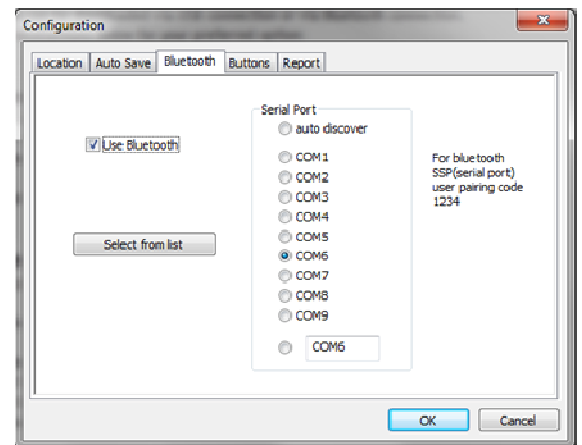 Configuration
Location Auto Save Bluetooth Buttons Report
Serial Port
auto discover
Use Bluetooth
COM1
COM2
COM3
COM4
COM5
COM6
COM7
COM8
COM9
COM6
Select from list
For blue tooth
SSP(serial port)
user pairing code
1234
OK Cancel